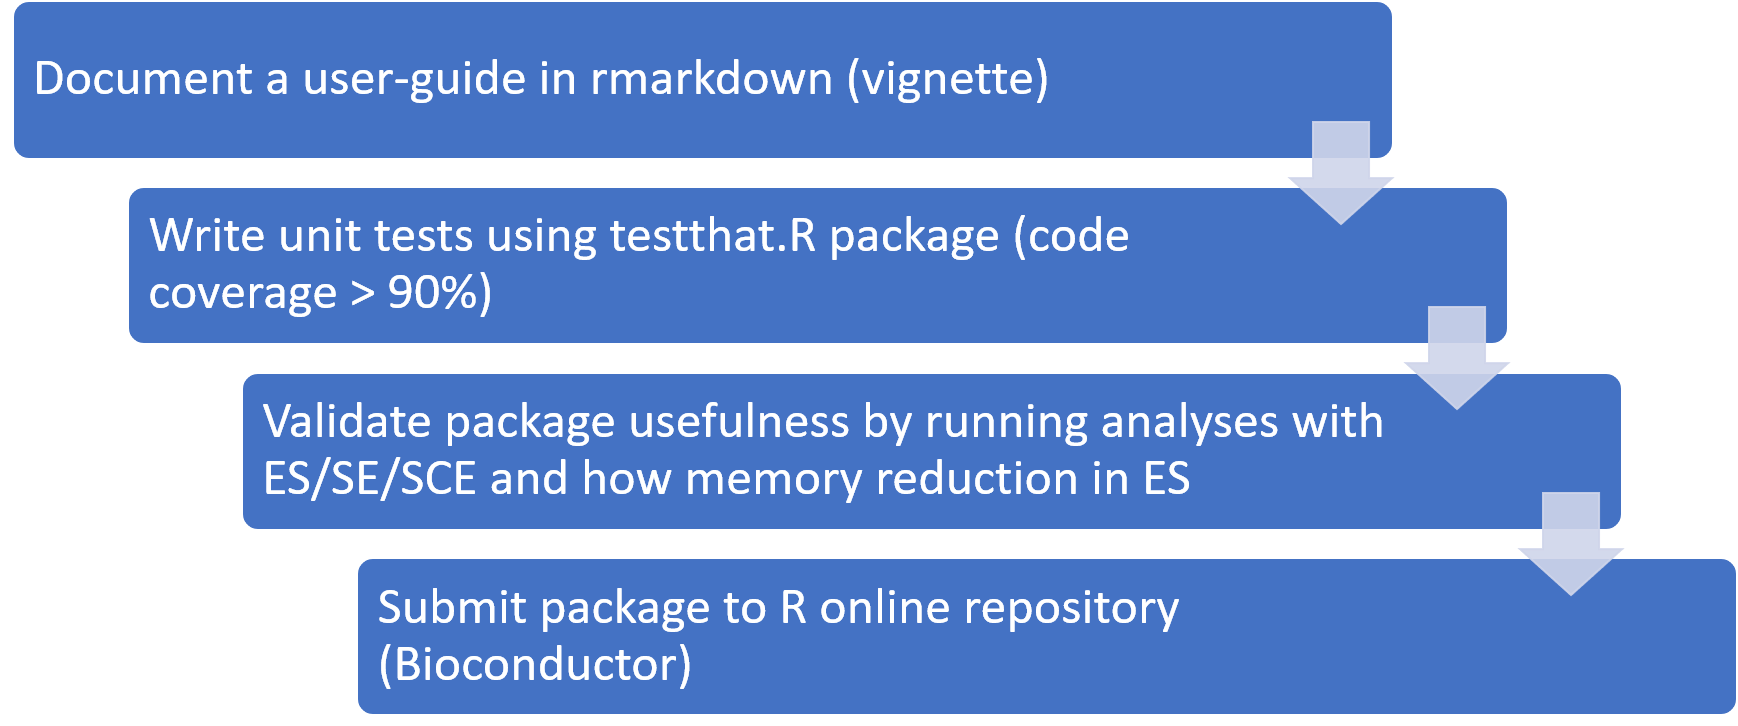 Document a user-guide in rmarkdown (vignette)
Write unit tests using testthat.R package (code
coverage > 90%)
Validate package usefulness by running analyses with
ES/SE/SCE and how memory reduction in ES
Submit package to R online repository
(Bioconductor)